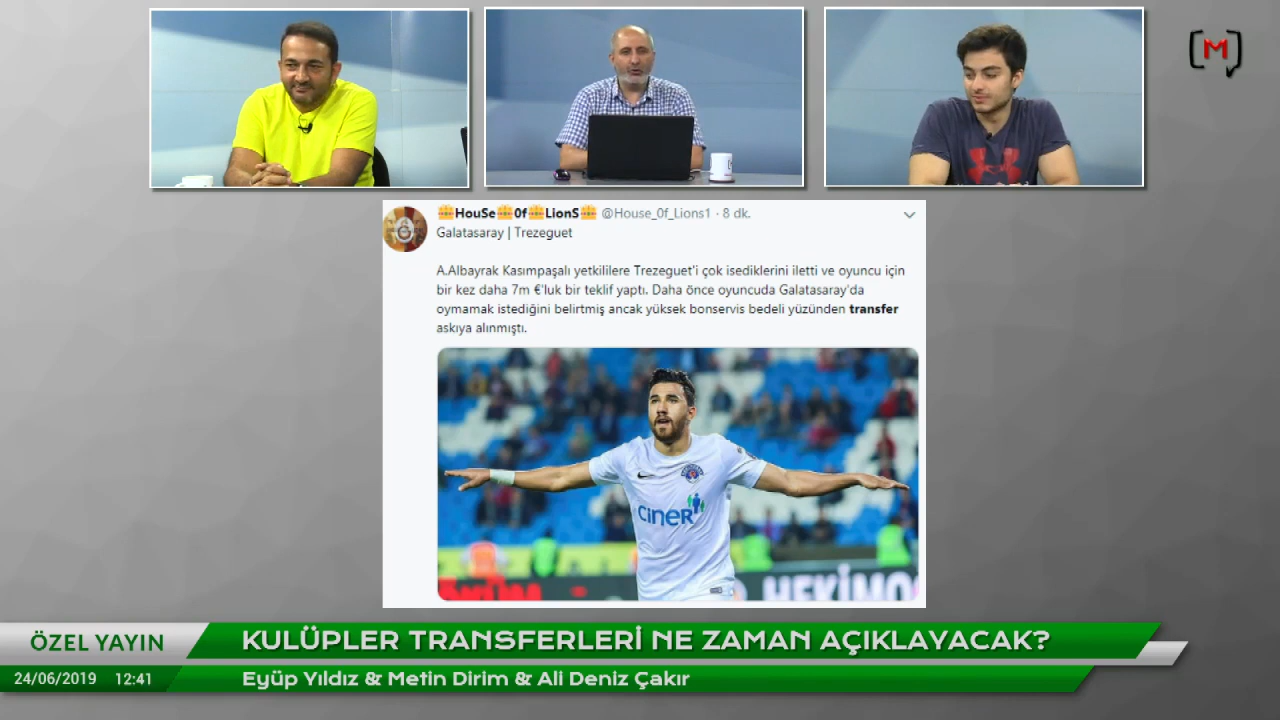 M
HouSe 0f LionS @House_0f_Lions1 · 8 dk.
Galatasaray | Trezeguet
A.Albayrak Kasımpaşalı yetkililere Trezeguet'i çok isediklerini iletti ve oyuncu için
bir kez daha 7m €'luk bir teklif yaptı. Daha önce oyuncuda Galatasaray'da
oymamak istediğini belirtmiş ancak yüksek bonservis bedeli yüzünden transfer
askıya alınmıştı.
ciner
HEKİMO
ÖZEL YAYIN
KULÜPLER TRANSFERLERİ NE ZAMAN AÇIKLAYACAK?
24/06/2019 12:41
Eyüp Yıldız & Metin Dirim & Ali Deniz Çakır